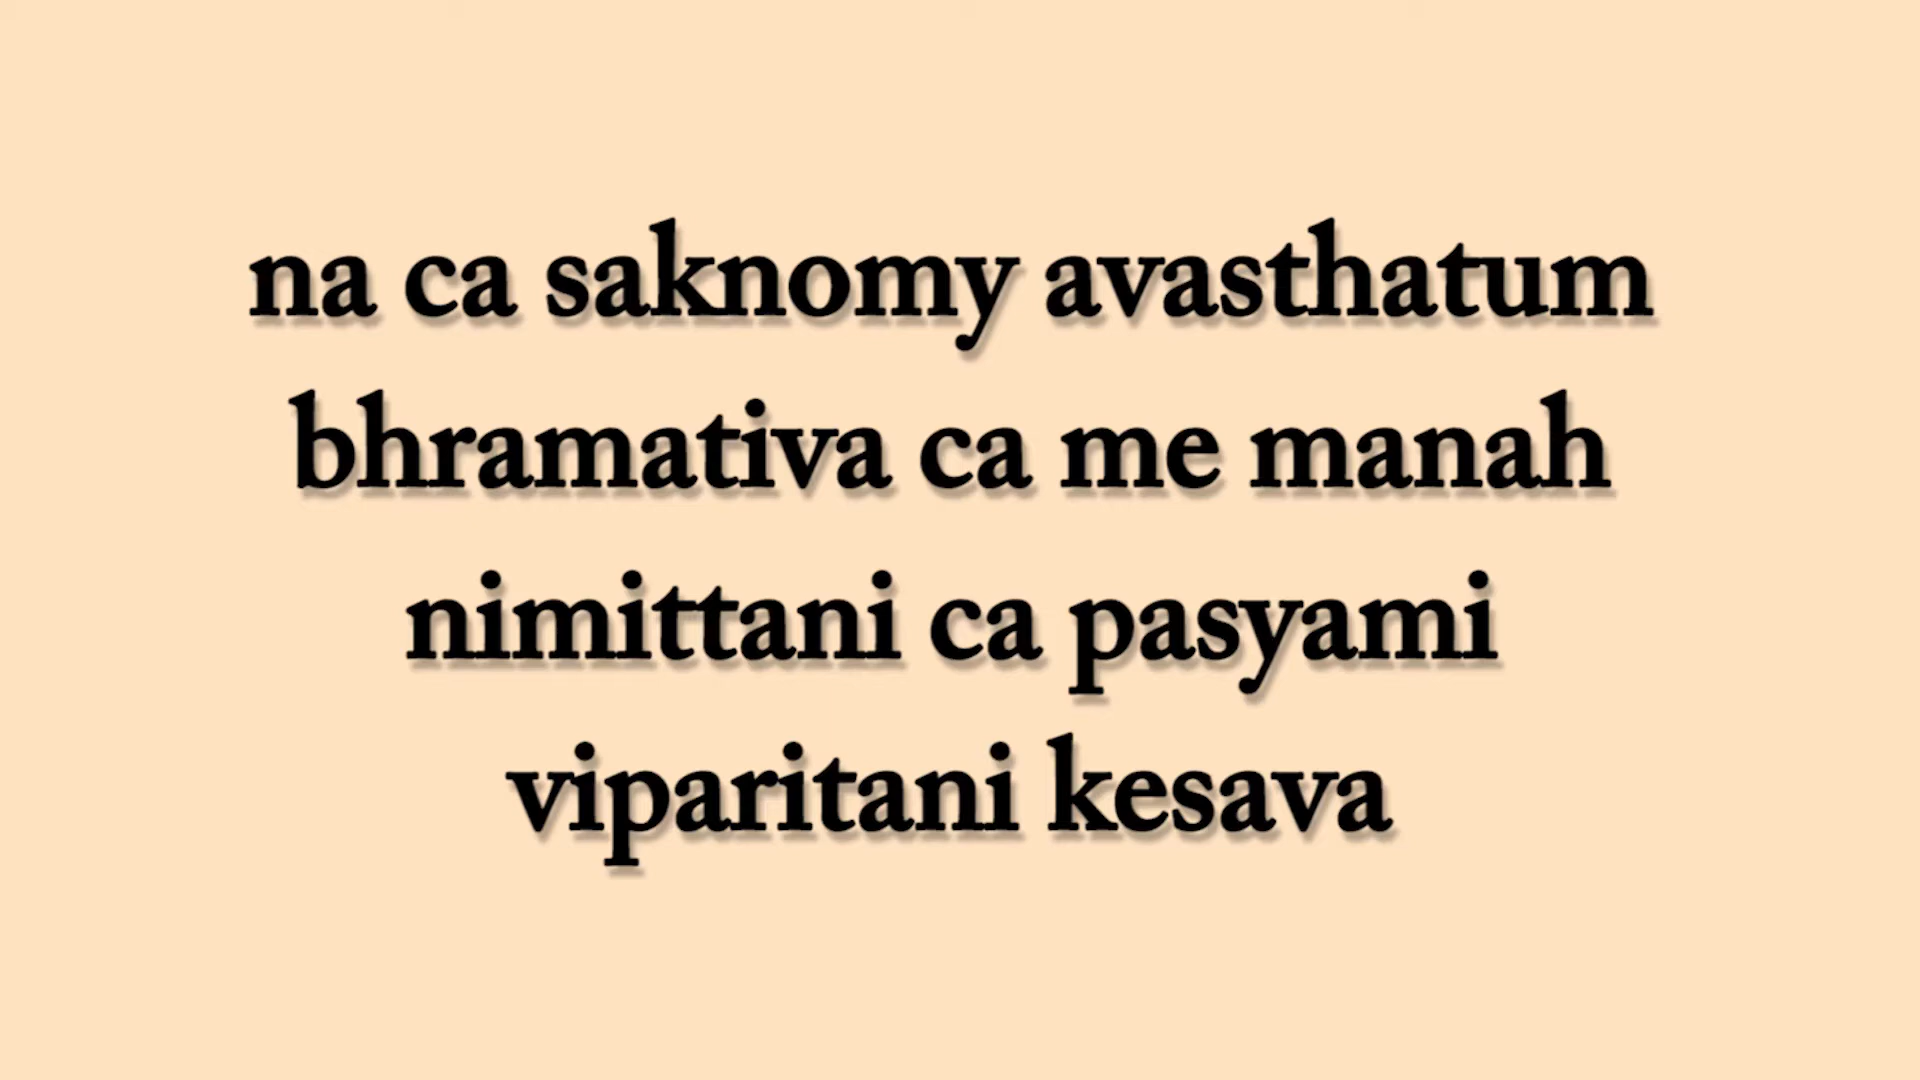 na ca saknomy avasthatum
bhramativa ca me manah
nimittani ca pasyami
viparitani kesava